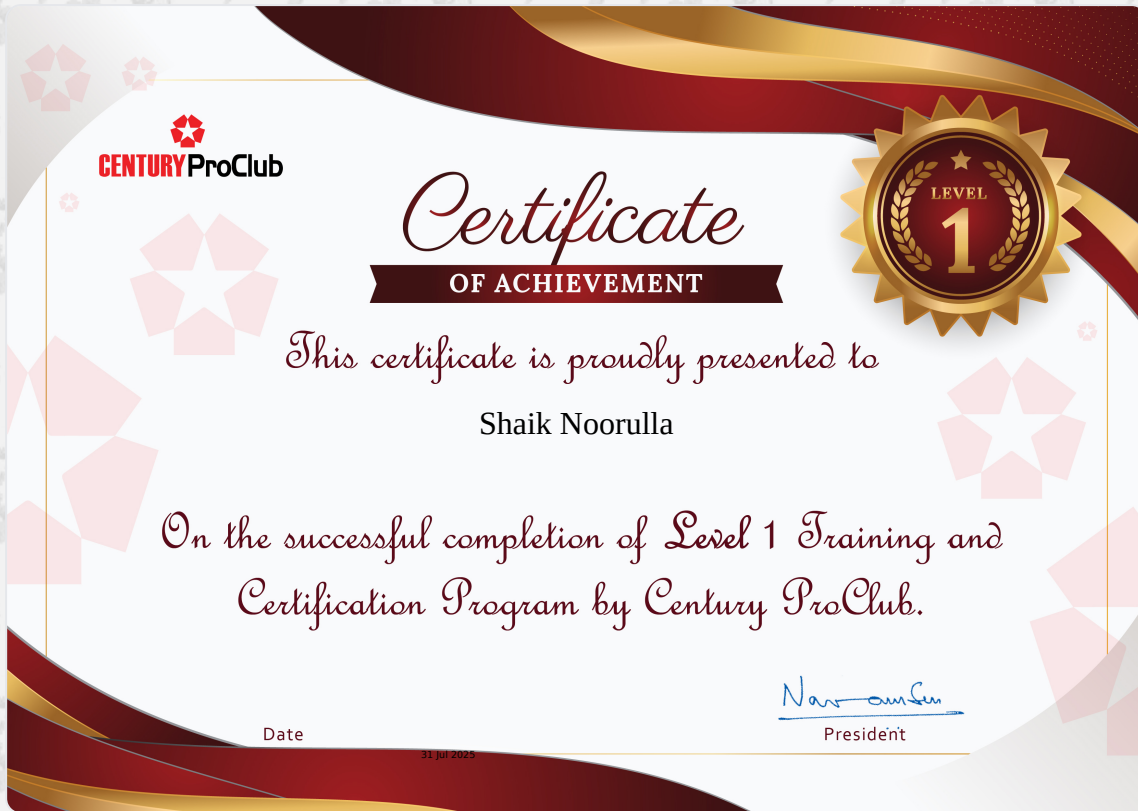 CENTURY ProClub
LEVEL
1
Certificate
OF ACHIEVEMENT
This certificate is proudly presented to
Shaik Noorulla
On the successful completion of Level 1 Training and
Certification Program by Century ProClub.
Date
31 Jul 2025
President